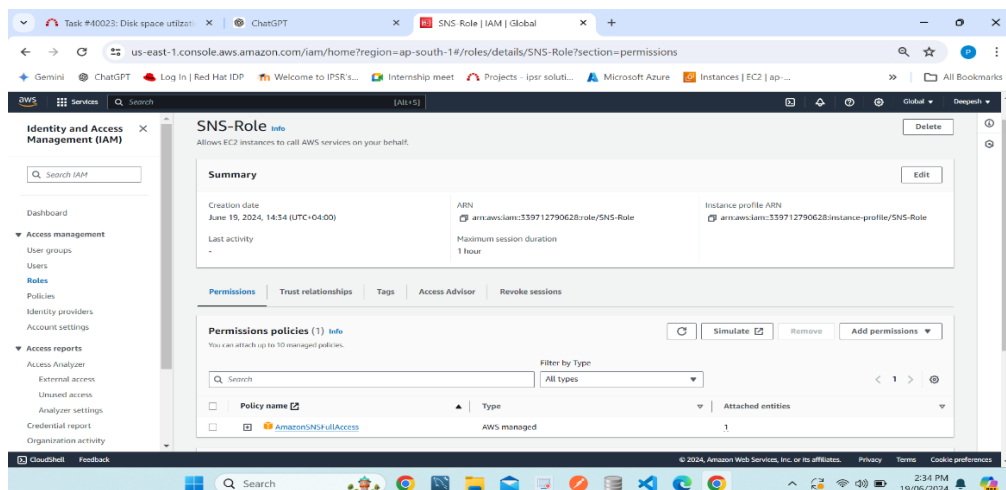 Task #40023: Disk space utilzati
ChatGPT
SNS-Role | IAM | Global
us-east-1.console.aws.amazon.com/iam/home?region=ap-south-1#/roles/details/SNS-Role?section=permissions
Gemini ChatGPT Log In | Red Hat IDP Welcome to IPSR's... Internship meet Projects - ipsr soluti... Microsoft Azure Instances | EC2 | ap-... All Bookmarks
aws Services Search [Alt+S] Global Deepesh
Identity and Access Management (IAM)
Search IAM
Dashboard
Access management
User groups
Users
Roles
Policies
Identity providers
Account settings
Access reports
Access Analyzer
External access
Unused access
Analyzer settings
Credential report
Organization activity
SNS-Role Info
Delete
Allows EC2 instances to call AWS services on your behalf.
Summary
Edit
Creation date
June 19, 2024, 14:34 (UTC+04:00)
ARN
arn:aws:iam::339712790628:role/SNS-Role
Instance profile ARN
arn:aws:iam::339712790628:instance-profile/SNS-Role
Last activity
-
Maximum session duration
1 hour
Permissions Trust relationships Tags Access Advisor Revoke sessions
Permissions policies (1) Info
Simulate Remove Add permissions
You can attach up to 10 managed policies.
Filter by Type
Search All types 1
Policy name Type Attached entities
AmazonSNSFullAccess AWS managed 1
CloudShell Feedback © 2024, Amazon Web Services, Inc. or its affiliates. Privacy Terms Cookie preferences
Search
2:34 PM
19/06/2024